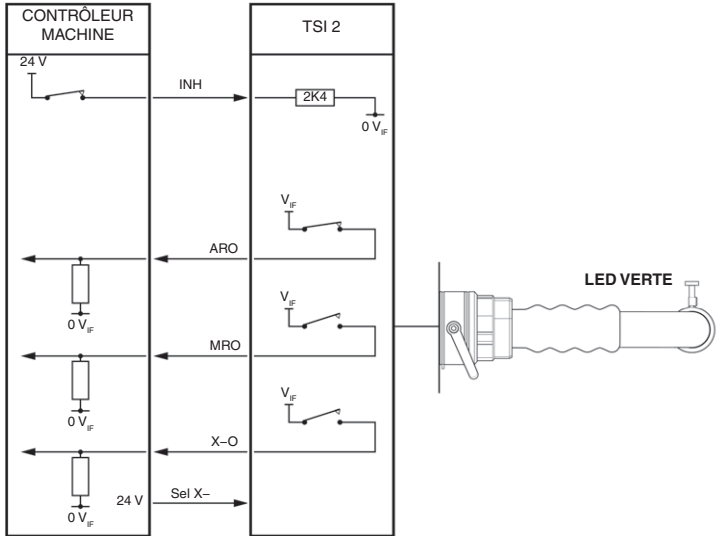 CONTRÔLEUR
MACHINE
TSI 2
24 V
INH
2K4
0 V IF
V IF
ARO
0 V IF
LED VERTE
V IF
MRO
0 V IF
V IF
X–O
24 V
Sel X–
0 V IF